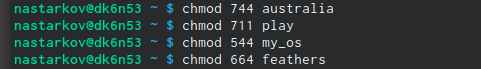 nastarkov@dk6n53 ~ $ chmod 744 australia
nastarkov@dk6n53 ~ $ chmod 711 play
nastarkov@dk6n53 ~ $ chmod 544 my_os
nastarkov@dk6n53 ~ $ chmod 664 feathers